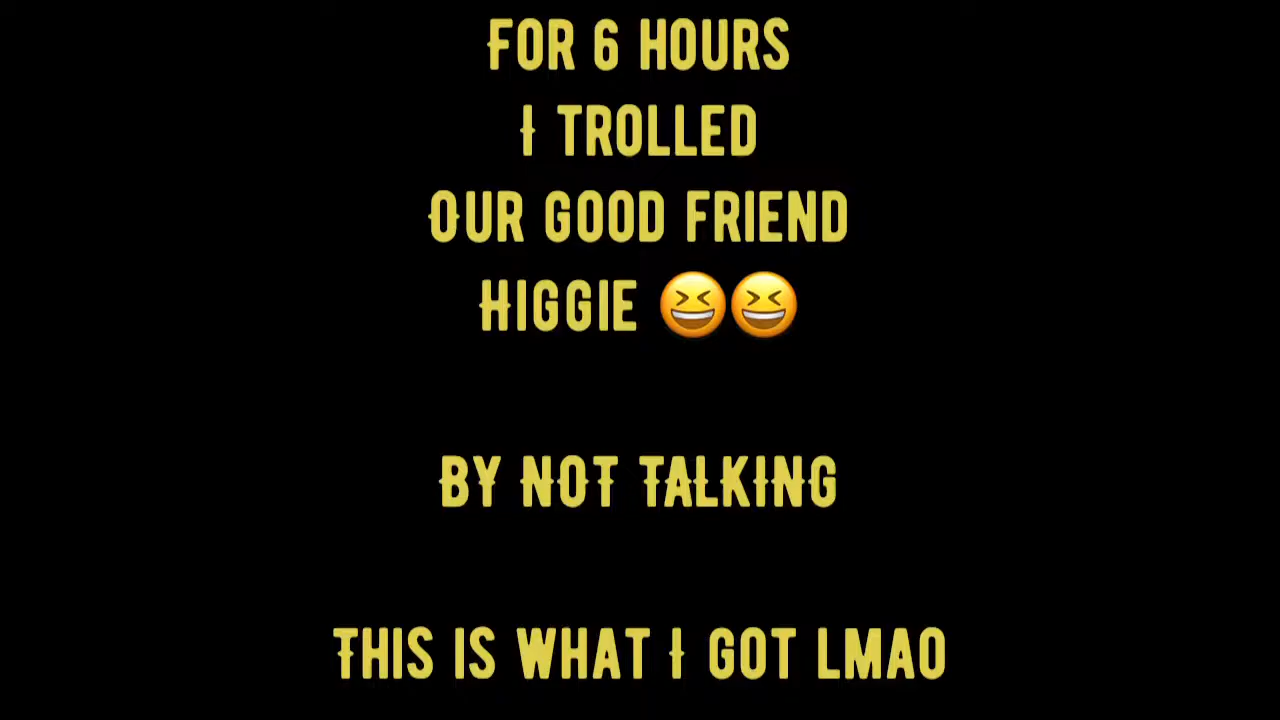 For 6 hours
I trolled
Our good friend
Higgie 😆😆
By Not Talking
This is what I got lmao